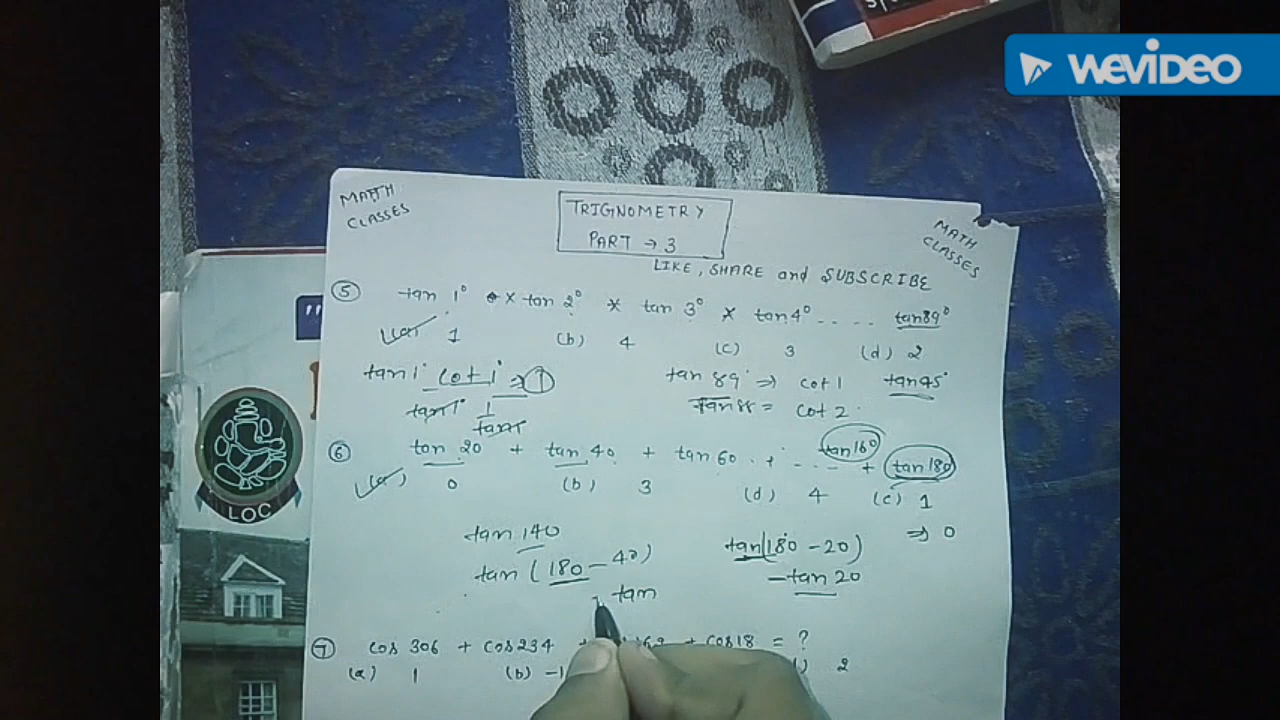 WEVIDEO
MATH CLASSES
TRIGNOMETRY
PART → 3
MATH CLASSES
LIKE, SHARE and SUBSCRIBE
(5) tan 1° × tan 2° * tan 3° * tan 4° ..... tan 89°
(a) 1 (b) 4 (c) 3 (d) 2
tan 1° cot 1° ⇒ 1 tan 89° ⇒ cot 1 tan 45°
tan 1° 1/tan 1 tan 88 = cot 2
(6) tan 20 + tan 40 + tan 60 + ..... tan 160 + tan 180
(a) 0 (b) 3 (d) 4 (c) 1
tan 140 ⇒ 0
tan (180 - 40) tan (180 - 20)
- tan - tan 20
(7) cos 306 + cos 234 + 162 + cos 18 = ?
(a) 1 (b) -1 2
LOC